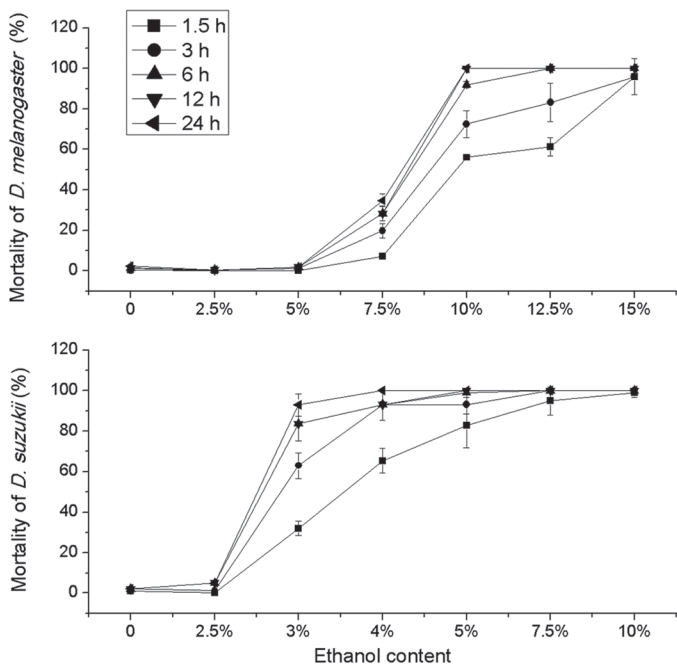 Mortality of D. melanogaster (%)
120
100
80
60
40
20
0
1.5 h
3 h
6 h
12 h
24 h
0 2.5% 5% 7.5% 10% 12.5% 15%
Mortality of D. suzukii (%)
120
100
80
60
40
20
0
0 2.5% 3% 4% 5% 7.5% 10%
Ethanol content